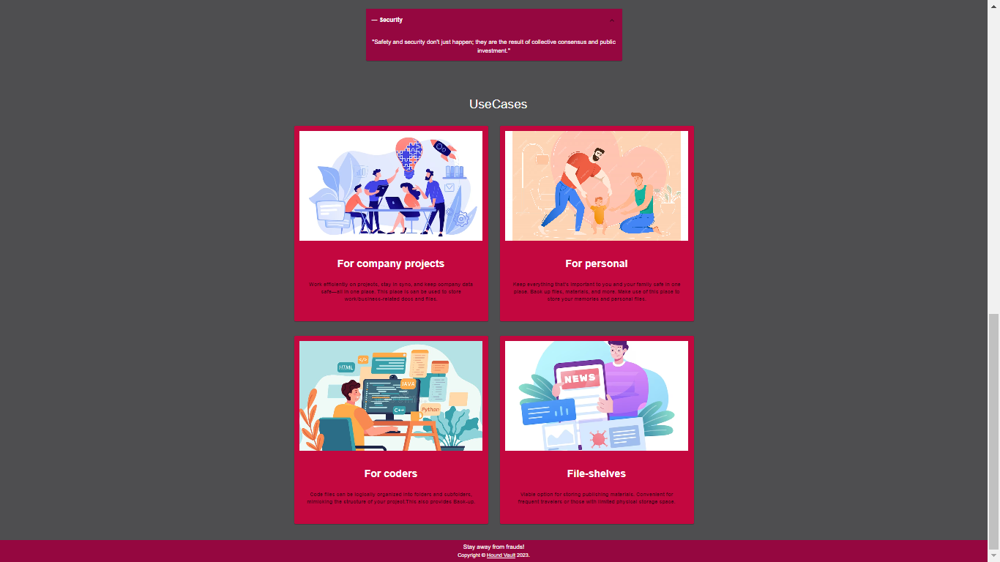 — Security
"Safety and security don't just happen; they are the result of collective consensus and public
investment."
UseCases
For company projects
Work efficiently on projects, stay in sync, and keep company data
safe—all in one place. This place is can be used to store
work/business-related docs and files.
For personal
Keep everything that's important to you and your family safe in one
place. Back up files, materials, and more. Make use of this place to
store your memories and personal files.
HTML
</>
JAVA
C++
Python
For coders
Code files can be logically organized into folders and subfolders,
mimicking the structure of your project.This also provides Back-up.
NEWS
File-shelves
Viable option for storing publishing materials. Convenient for
frequent travelers or those with limited physical storage space.
Stay away from frauds!
Copyright © Hound Vault 2023.